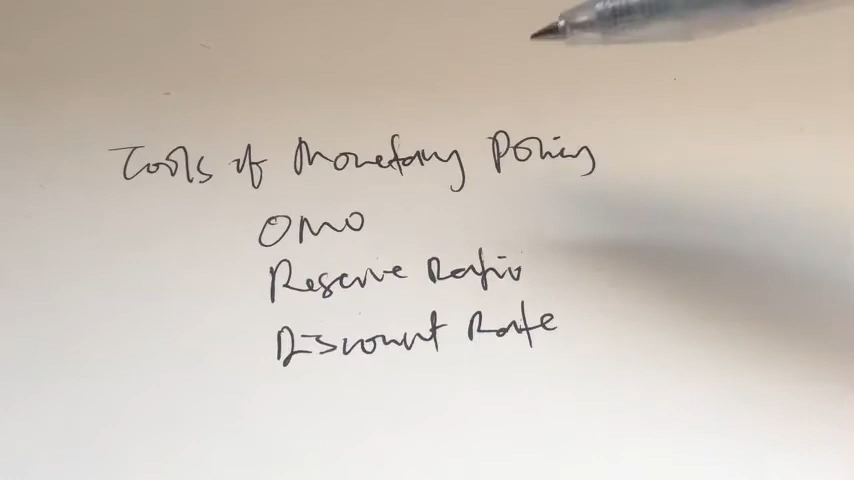 Tools of Monetary Policy
OMO
Reserve Ratio
Discount Rate